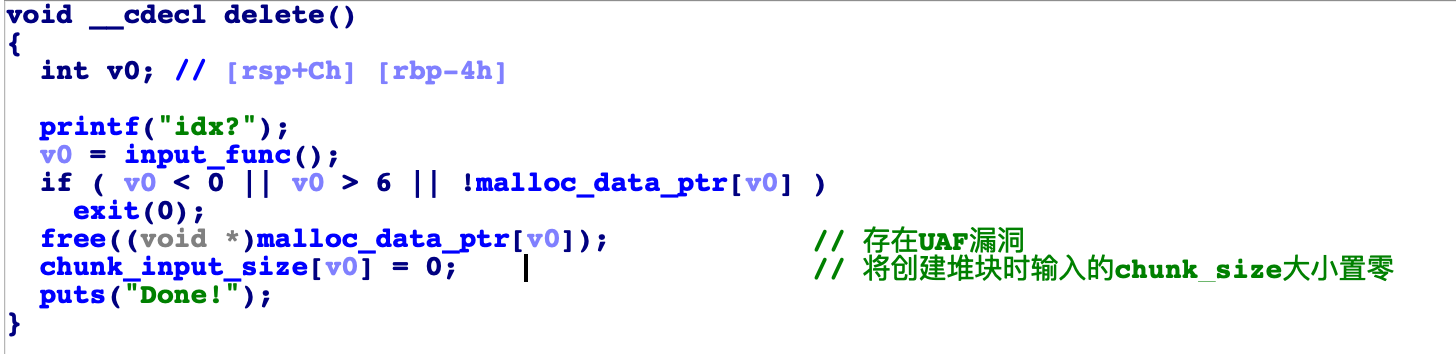 void __cdecl delete()
{
int v0; // [rsp+Ch] [rbp-4h]
printf("idx?");
v0 = input_func();
if ( v0 < 0 || v0 > 6 || !malloc_data_ptr[v0] )
exit(0);
free((void *)malloc_data_ptr[v0]); // 存在UAF漏洞
chunk_input_size[v0] = 0; // 将创建堆块时输入的chunk_size大小置零
puts("Done!");
}